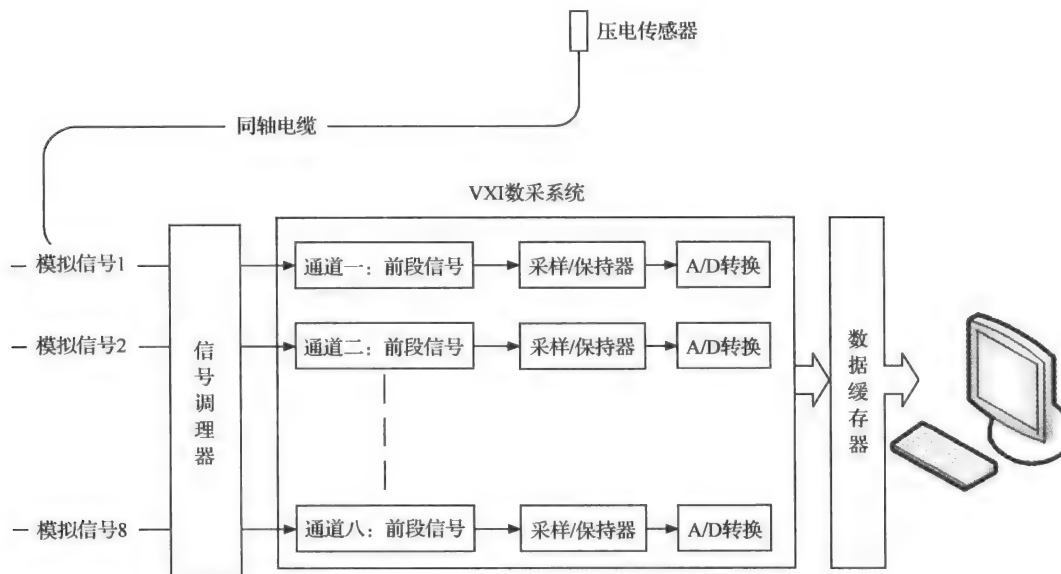 压电传感器
同轴电缆
VXI数采系统
模拟信号1
通道一：前段信号
采样/保持器
A/D转换
模拟信号2
通道二：前段信号
采样/保持器
A/D转换
信号调理器
数据缓存器
模拟信号8
通道八：前段信号
采样/保持器
A/D转换